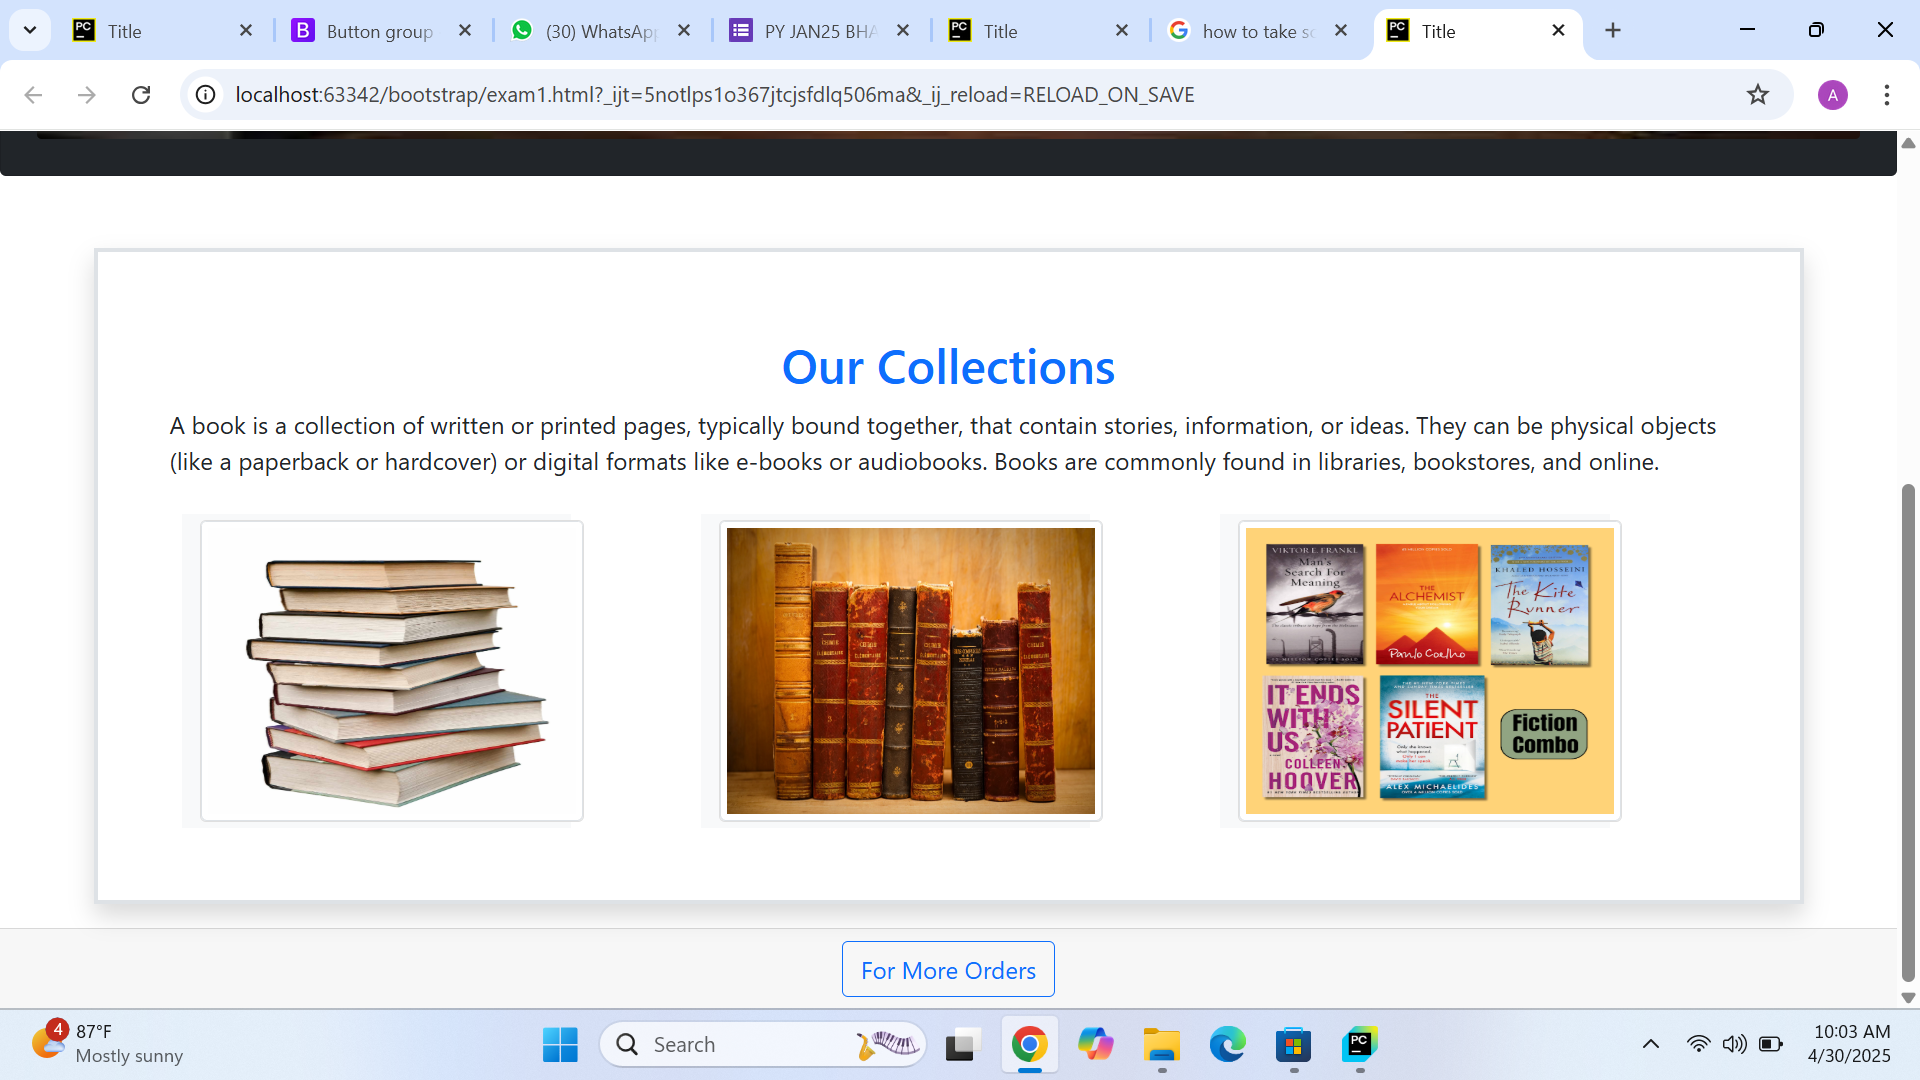 Title
Button group
(30) WhatsApp
PY JAN25 BHA
Title
how to take sc
Title
localhost:63342/bootstrap/exam1.html?_ijt=5notlps1o367jtcjsfdlq506ma&_ij_reload=RELOAD_ON_SAVE
A
Our Collections
A book is a collection of written or printed pages, typically bound together, that contain stories, information, or ideas. They can be physical objects
(like a paperback or hardcover) or digital formats like e-books or audiobooks. Books are commonly found in libraries, bookstores, and online.
VIKTOR E. FRANKL
Man's
Search For
Meaning
THE
ALCHEMIST
Paulo Coelho
KHALED HOSSEINI
The Kite
Runner
IT ENDS
WITH
US
COLLEEN
HOOVER
THE
SILENT
PATIENT
ALEX MICHAELIDES
Fiction
Combo
For More Orders
4
87°F
Mostly sunny
Search
10:03 AM
4/30/2025